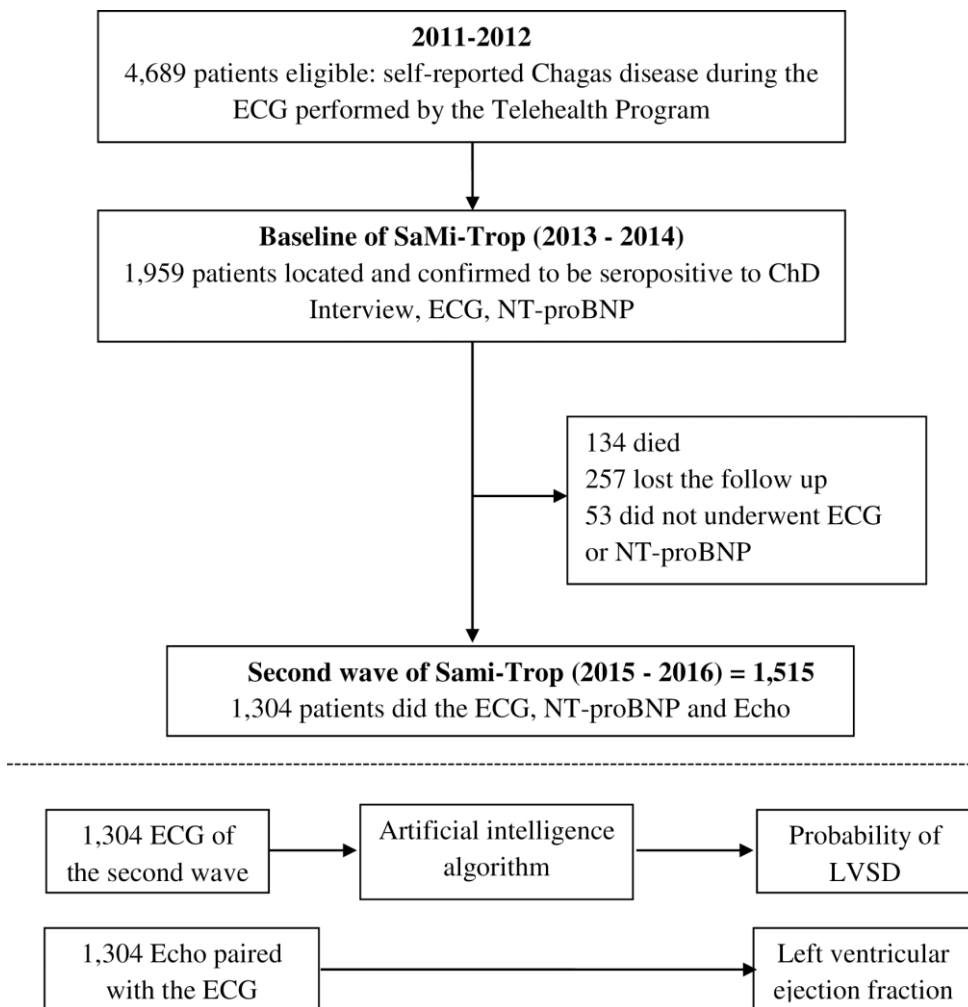 2011-2012
4,689 patients eligible: self-reported Chagas disease during the
ECG performed by the Telehealth Program
Baseline of SaMi-Trop (2013 - 2014)
1,959 patients located and confirmed to be seropositive to ChD
Interview, ECG, NT-proBNP
134 died
257 lost the follow up
53 did not underwent ECG
or NT-proBNP
Second wave of Sami-Trop (2015 - 2016) = 1,515
1,304 patients did the ECG, NT-proBNP and Echo
1,304 ECG of
the second wave
Artificial intelligence
algorithm
Probability of
LVSD
1,304 Echo paired
with the ECG
Left ventricular
ejection fraction